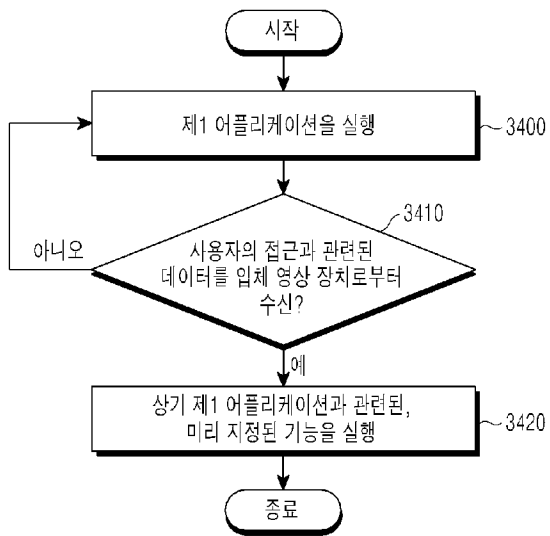 시작
제1 어플리케이션을 실행
3400
3410
사용자의 접근과 관련된
데이터를 입체 영상 장치로부터
수신?
아니오
예
상기 제1 어플리케이션과 관련된,
미리 지정된 기능을 실행
3420
종료